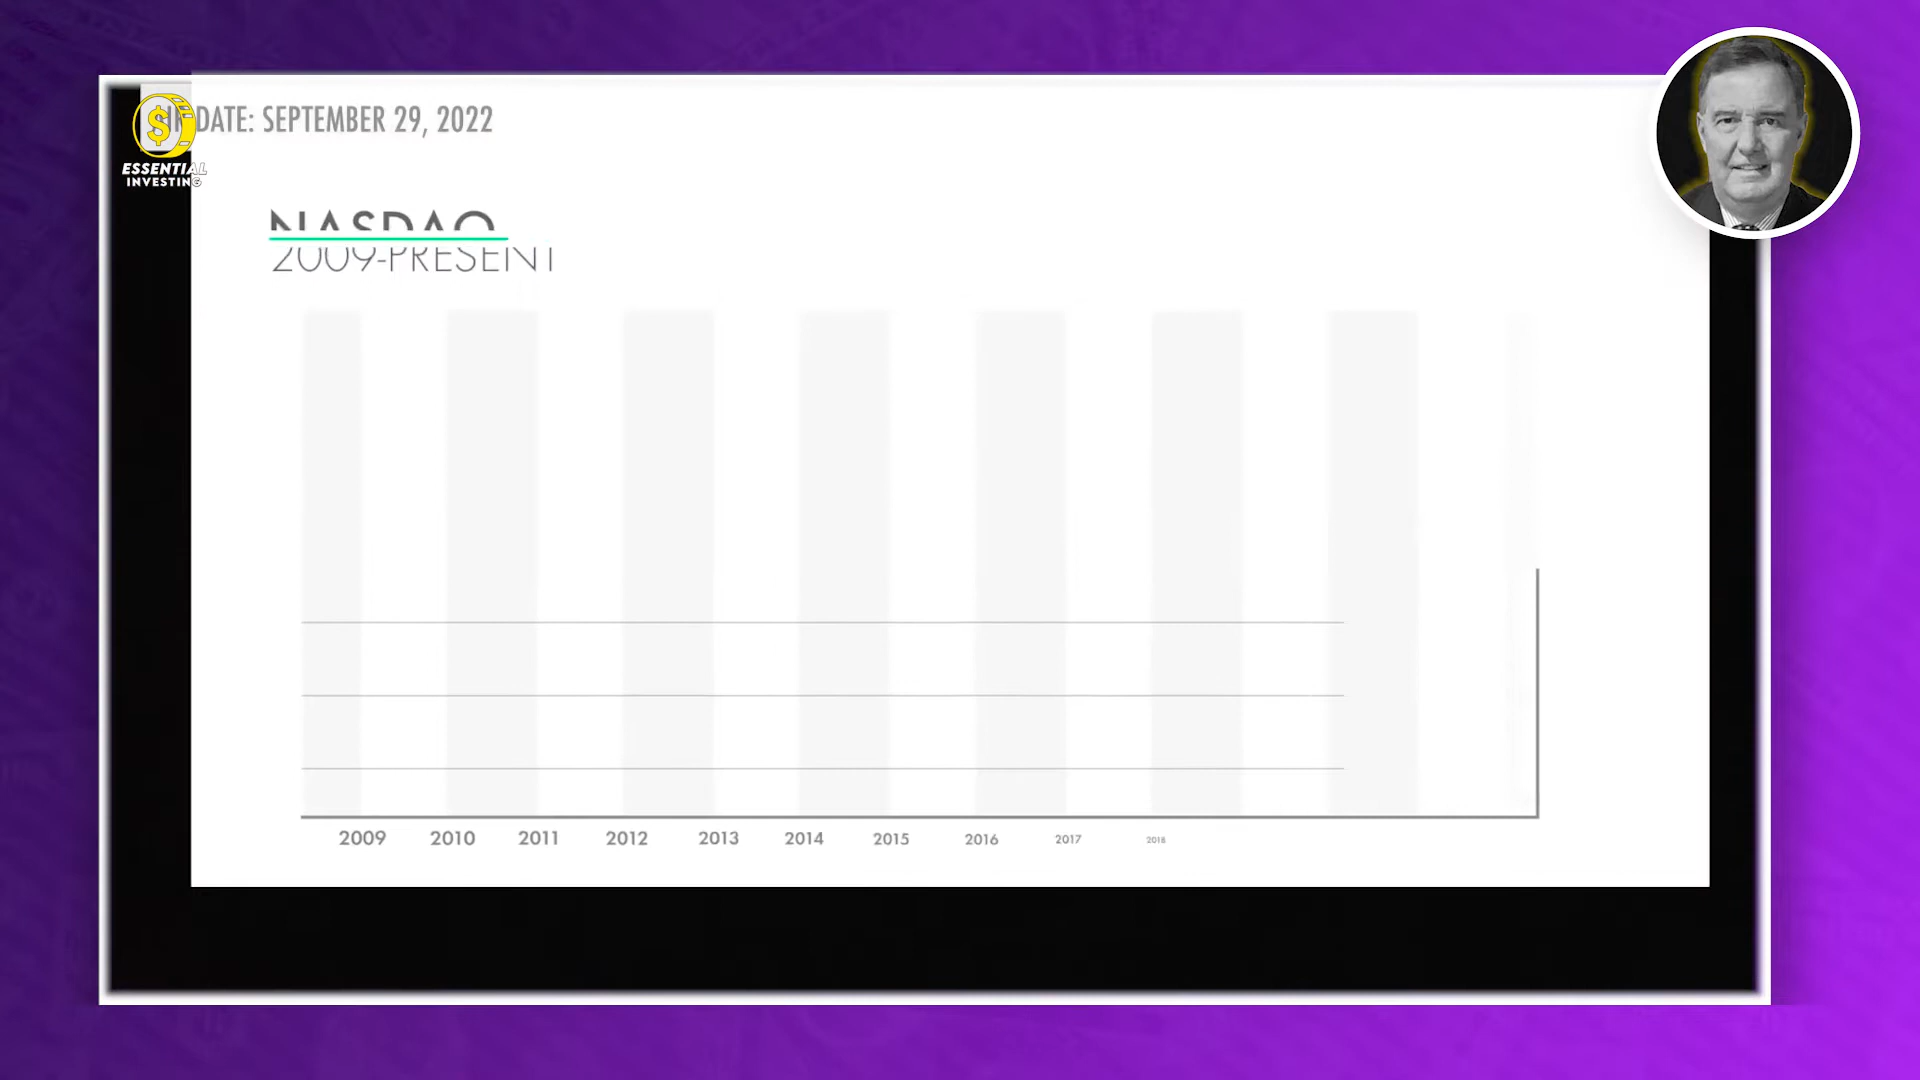 DATE: SEPTEMBER 29, 2022
ESSENTIAL
INVESTING
NASDAQ
2009-PRESENT
2009 2010 2011 2012 2013 2014 2015 2016 2017 2018